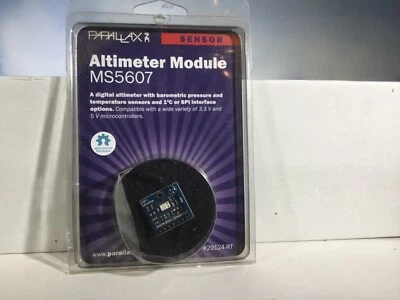 PARALLAX
SENSOR
Altimeter Module
MS5607
A digital altimeter with barometric pressure and
temperature sensors and I²C or SPI interface
options. Compatible with a wide variety of 3.3 V and
5 V microcontrollers.
www.paralla
#29124-RT